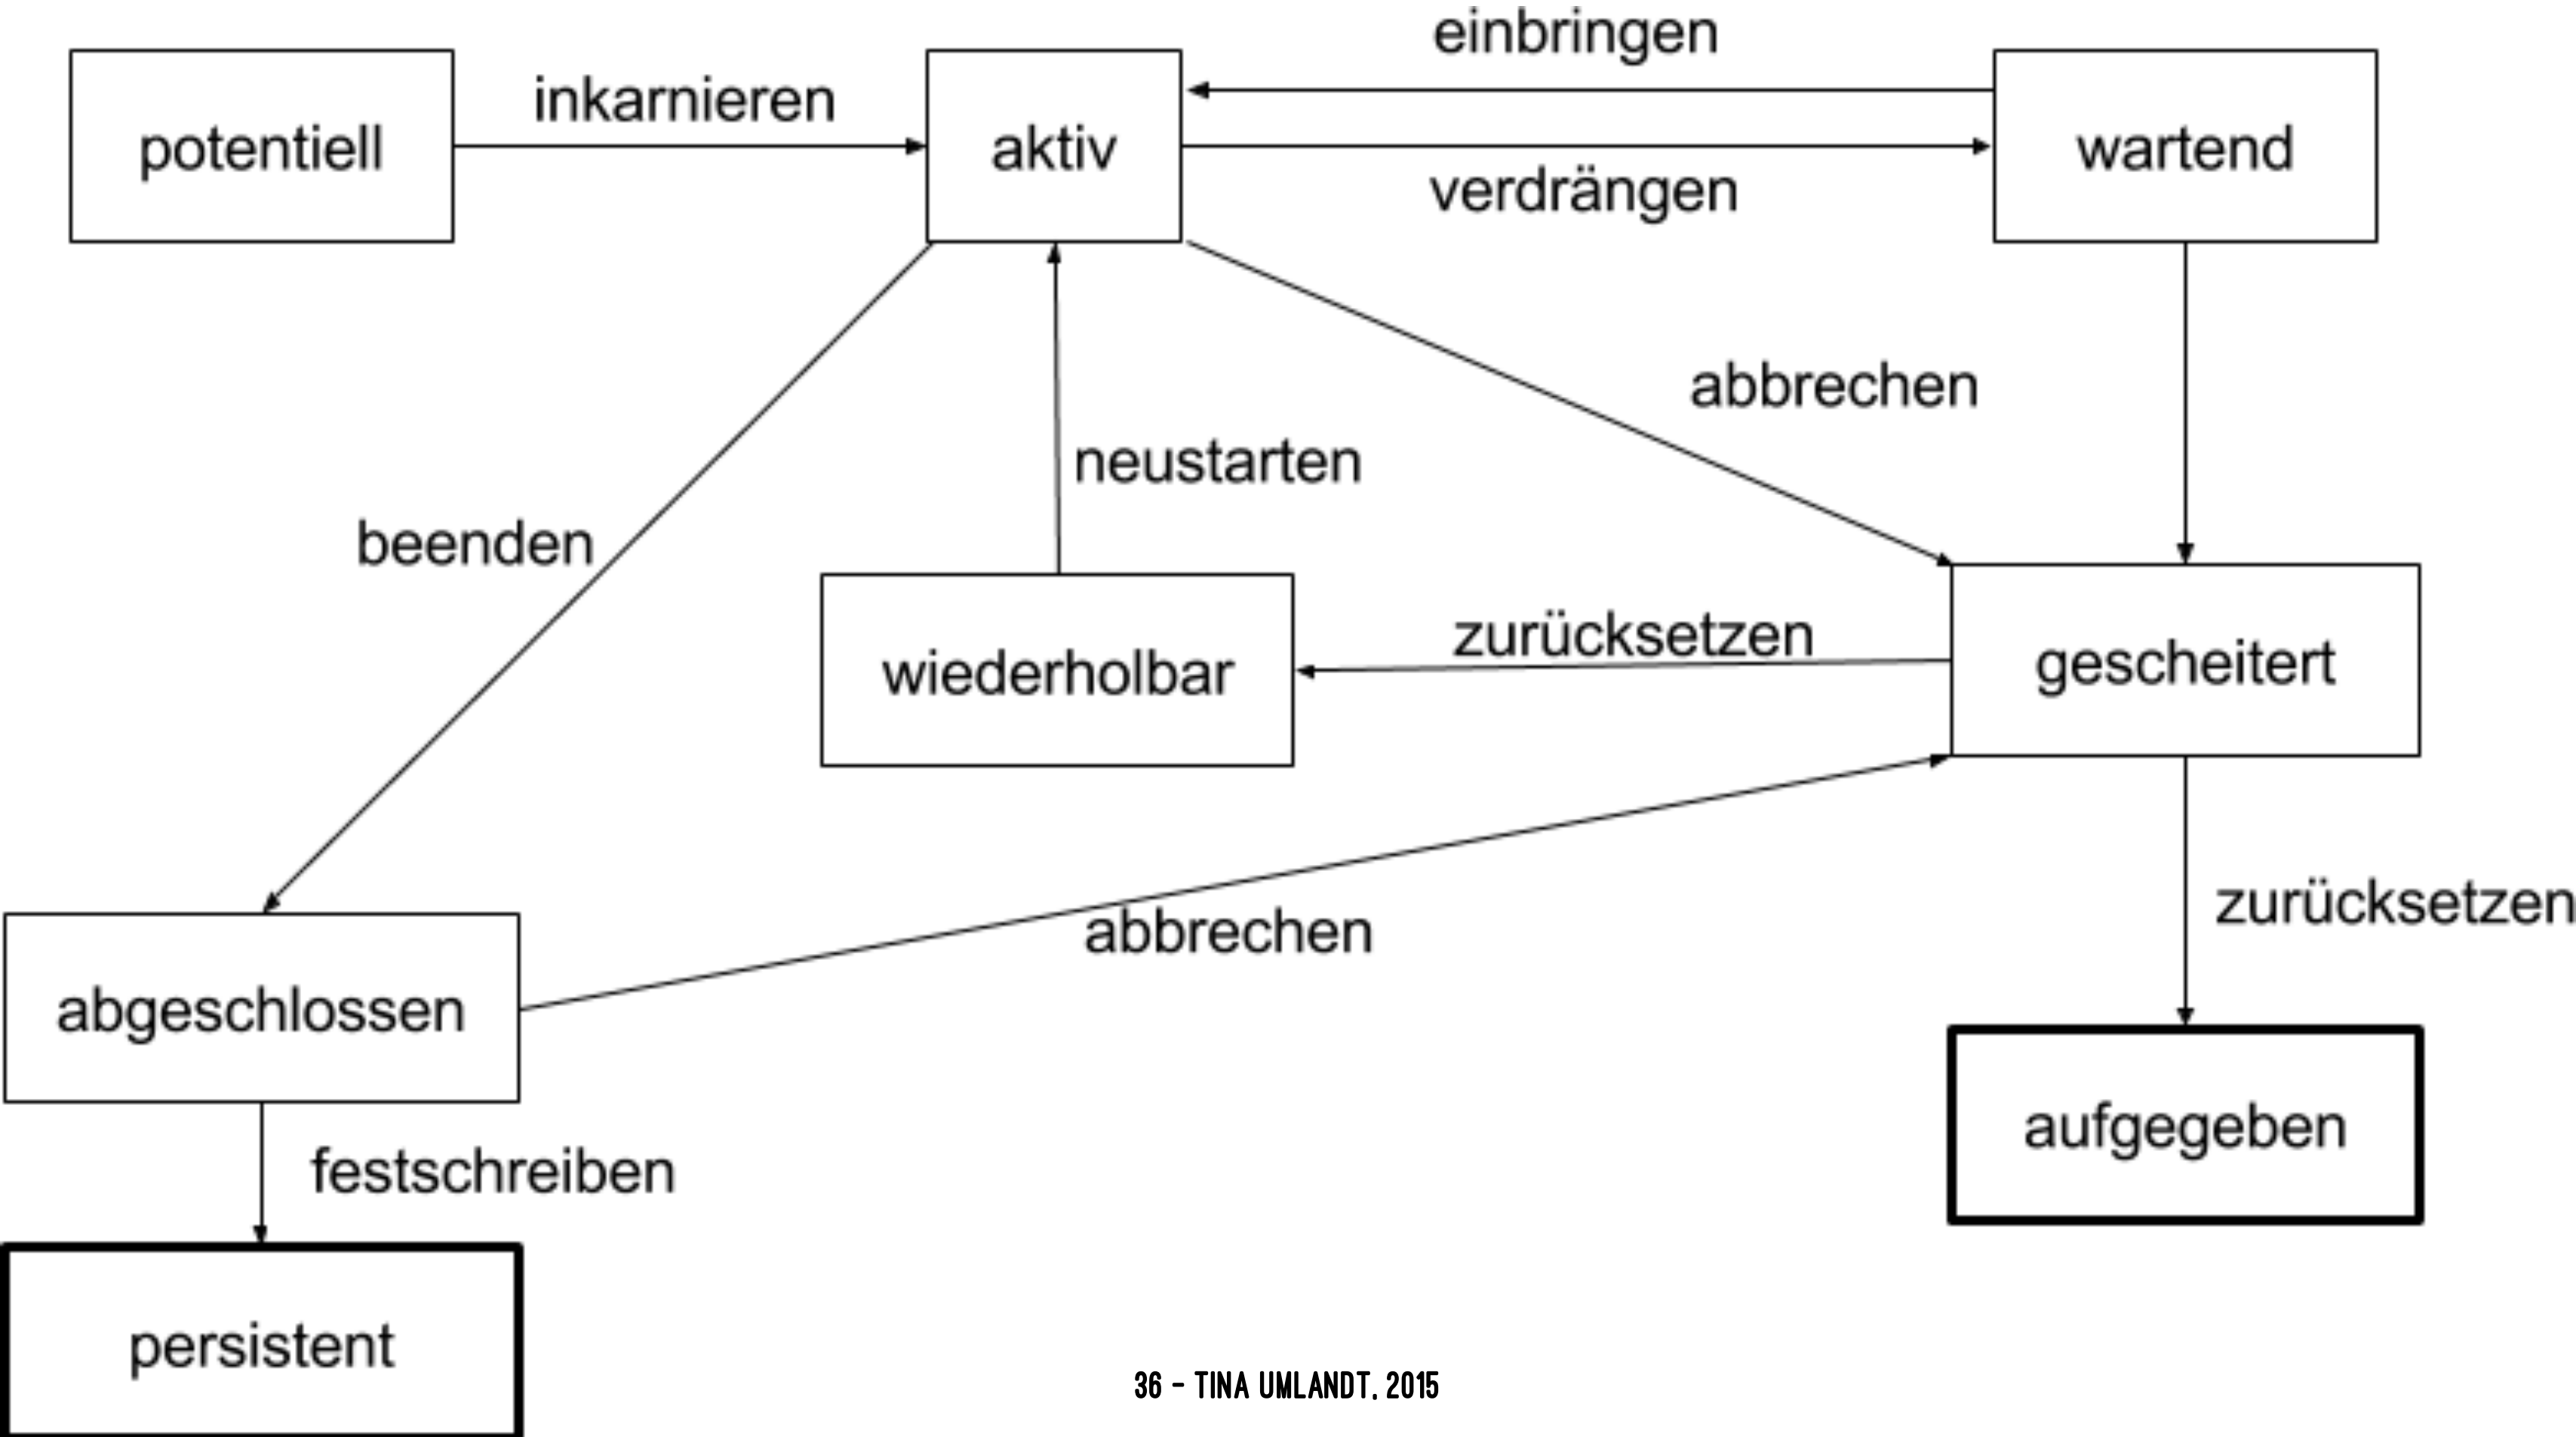 einbringen
potentiell
inkarnieren
aktiv
wartend
verdrängen
abbrechen
neustarten
beenden
wiederholbar
zurücksetzen
gescheitert
abgeschlossen
abbrechen
zurücksetzen
aufgegeben
festschreiben
persistent
36 - TINA UMLANDT, 2015